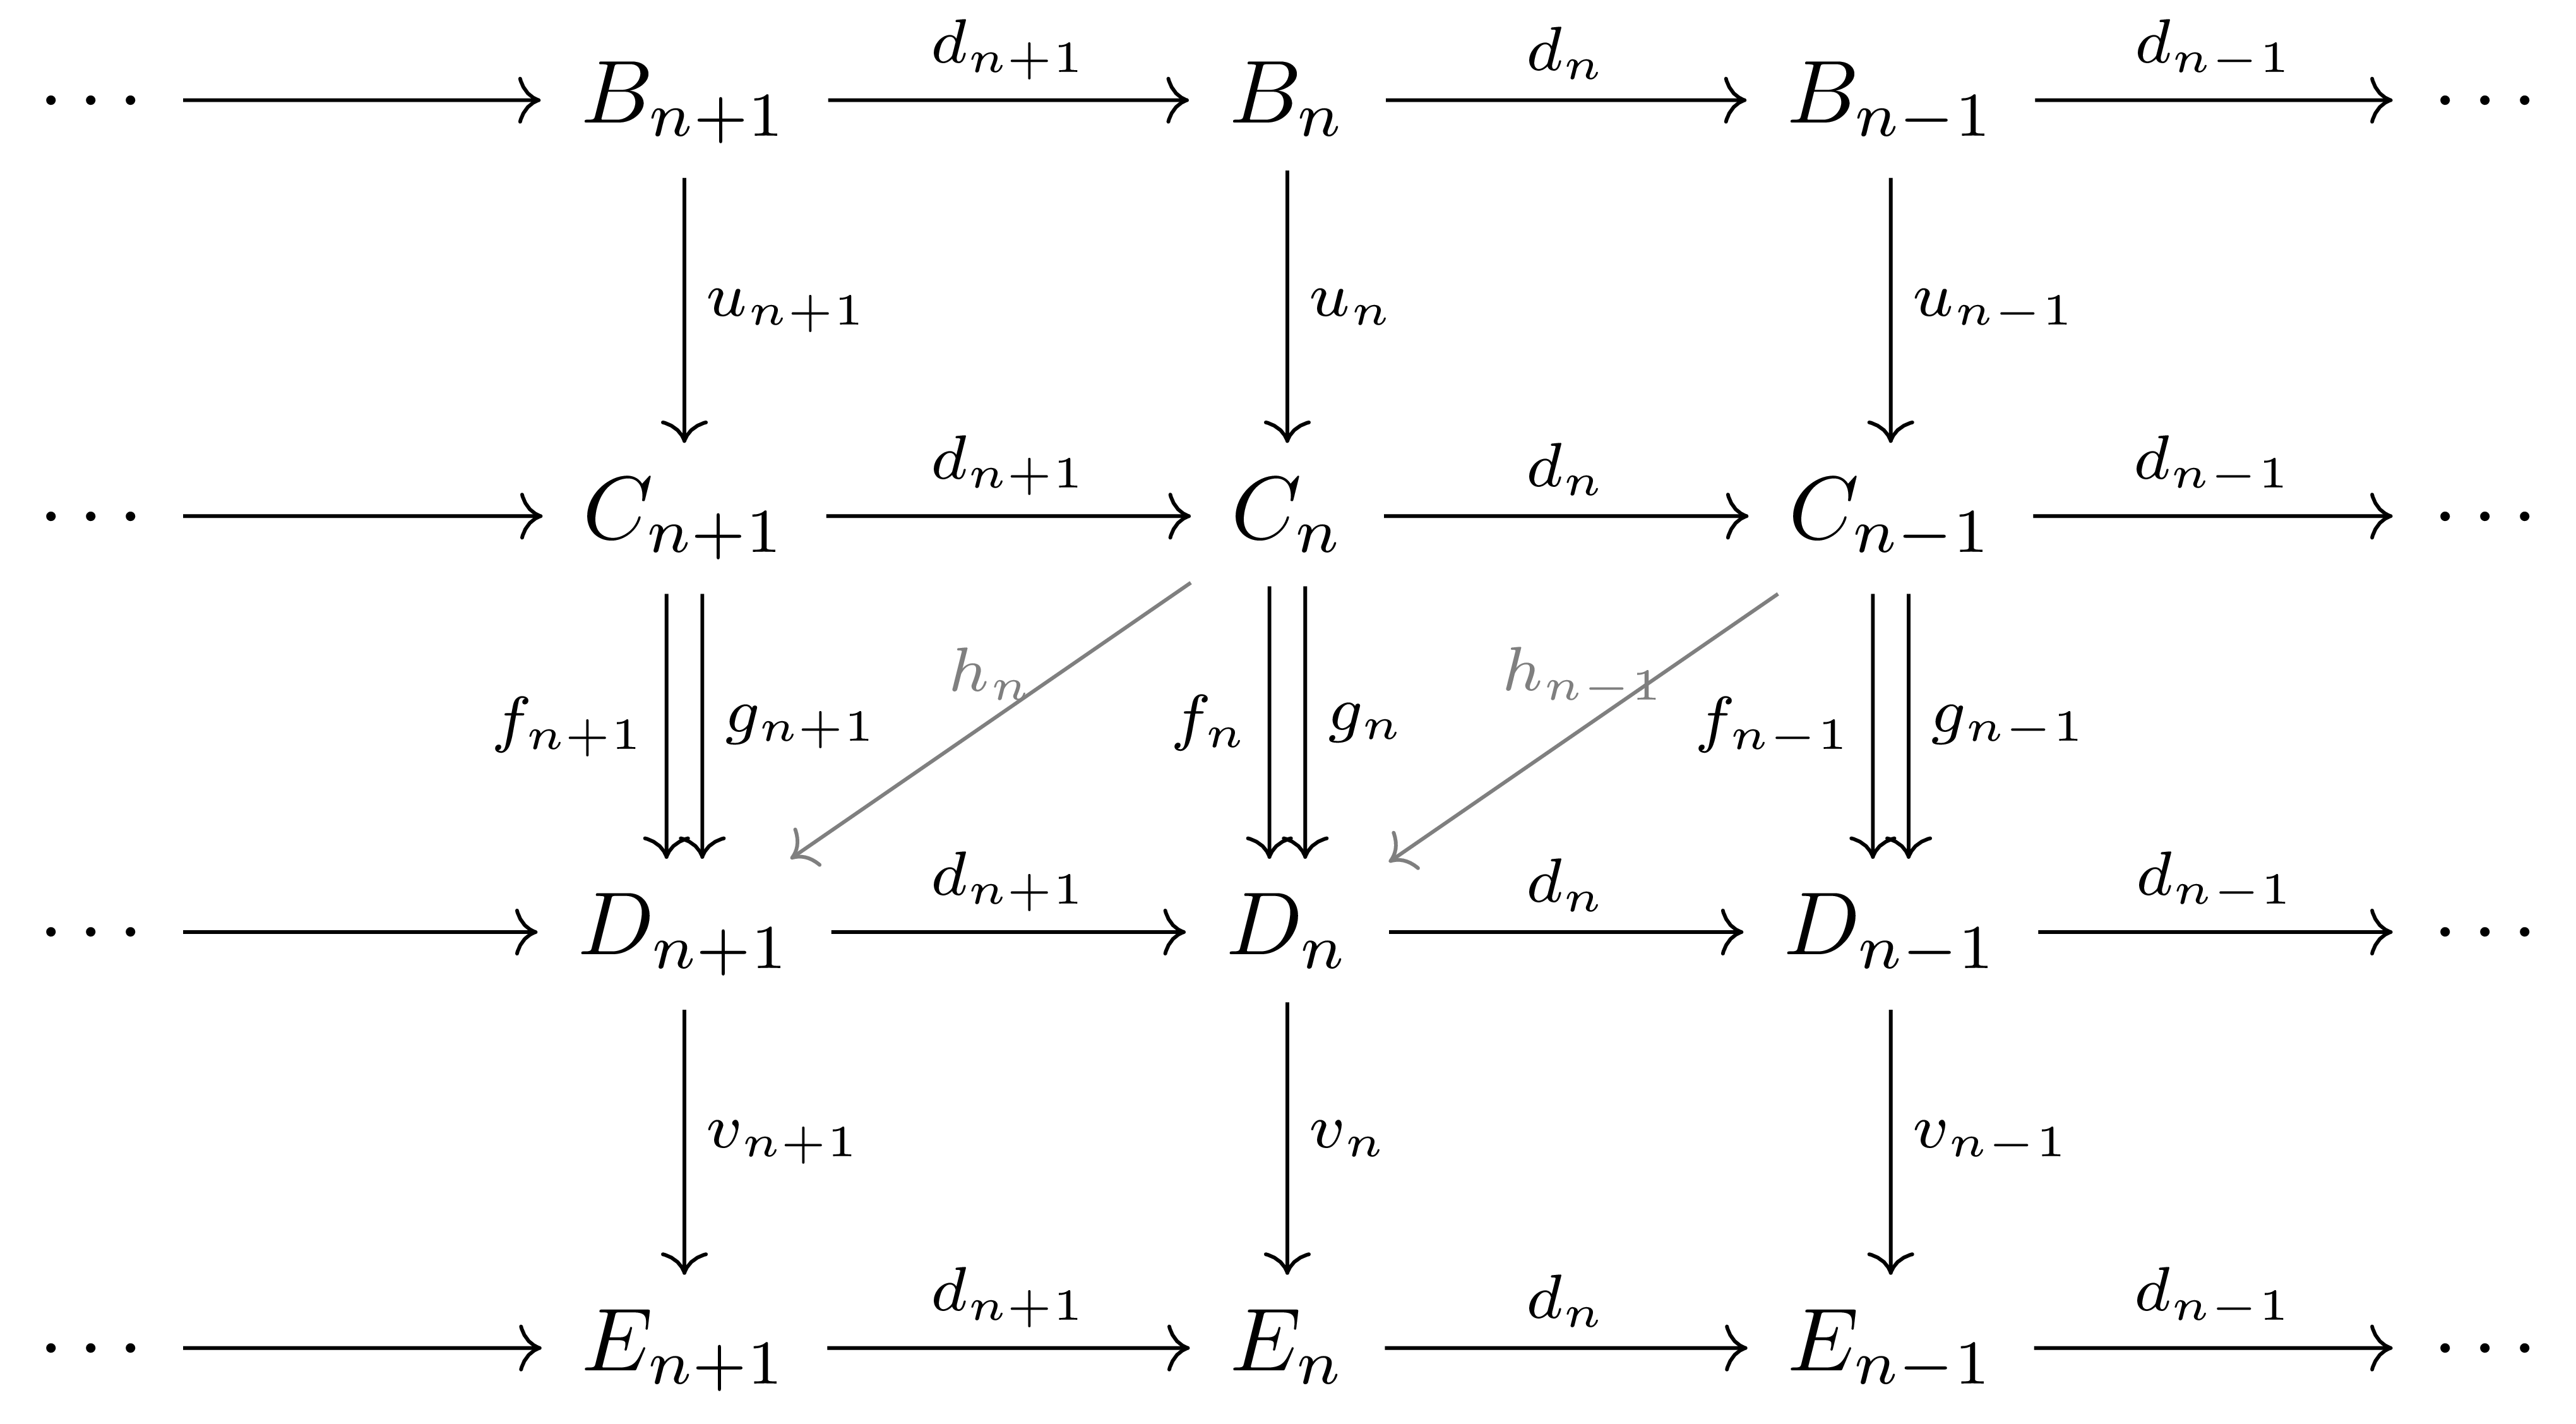 ⋯ B_{n+1} d_{n+1} B_n d_n B_{n−1} d_{n−1} ⋯
u_{n+1} u_n u_{n−1}
⋯ C_{n+1} d_{n+1} C_n d_n C_{n−1} d_{n−1} ⋯
f_{n+1} g_{n+1} h_n f_n g_n h_{n−1} f_{n−1} g_{n−1}
⋯ D_{n+1} d_{n+1} D_n d_n D_{n−1} d_{n−1} ⋯
v_{n+1} v_n v_{n−1}
⋯ E_{n+1} d_{n+1} E_n d_n E_{n−1} d_{n−1} ⋯